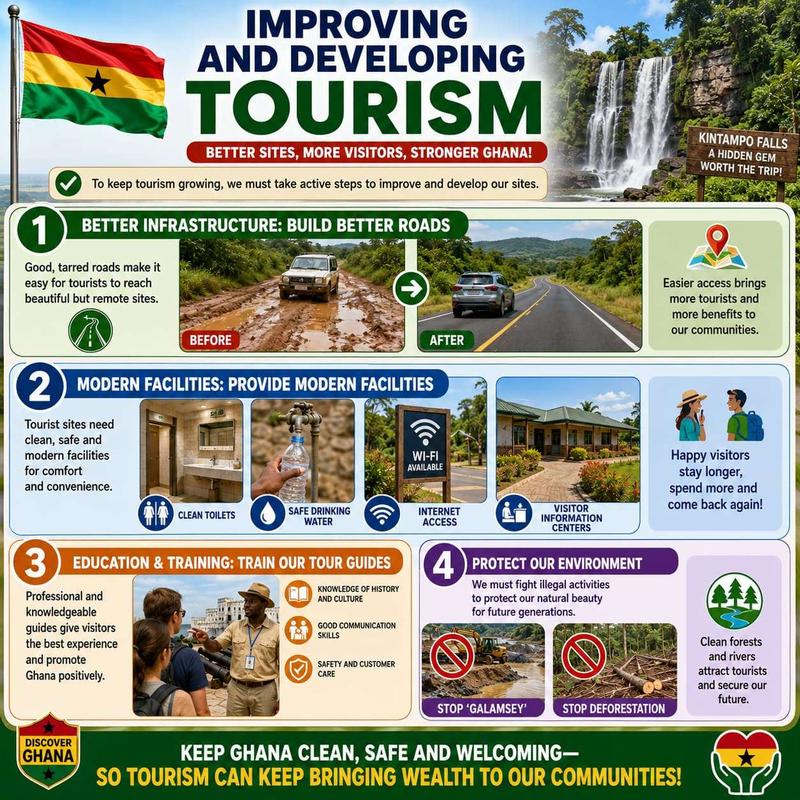 IMPROVING
AND DEVELOPING
TOURISM
BETTER SITES, MORE VISITORS, STRONGER GHANA!
To keep tourism growing, we must take active steps to improve and develop our sites.
KINTAMPO FALLS
A HIDDEN GEM
WORTH THE TRIP!
1
BETTER INFRASTRUCTURE: BUILD BETTER ROADS
Good, tarred roads make it
easy for tourists to reach
beautiful but remote sites.
BEFORE
AFTER
Easier access brings
more tourists and
more benefits to
our communities.
2
MODERN FACILITIES: PROVIDE MODERN FACILITIES
Tourist sites need
clean, safe and
modern facilities
for comfort
and convenience.
WI-FI
AVAILABLE
CLEAN TOILETS
SAFE DRINKING
WATER
INTERNET
ACCESS
VISITOR
INFORMATION
CENTERS
Happy visitors
stay longer,
spend more and
come back again!
3
EDUCATION & TRAINING: TRAIN OUR TOUR GUIDES
Professional and
knowledgeable
guides give visitors
the best experience
and promote
Ghana positively.
KNOWLEDGE OF HISTORY
AND CULTURE
GOOD COMMUNICATION
SKILLS
SAFETY AND CUSTOMER
CARE
4
PROTECT OUR ENVIRONMENT
We must fight illegal activities
to protect our natural beauty
for future generations.
STOP 'GALAMSEY'
STOP DEFORESTATION
Clean forests
and rivers
attract tourists
and secure our
future.
DISCOVER
GHANA
KEEP GHANA CLEAN, SAFE AND WELCOMING—
SO TOURISM CAN KEEP BRINGING WEALTH TO OUR COMMUNITIES!